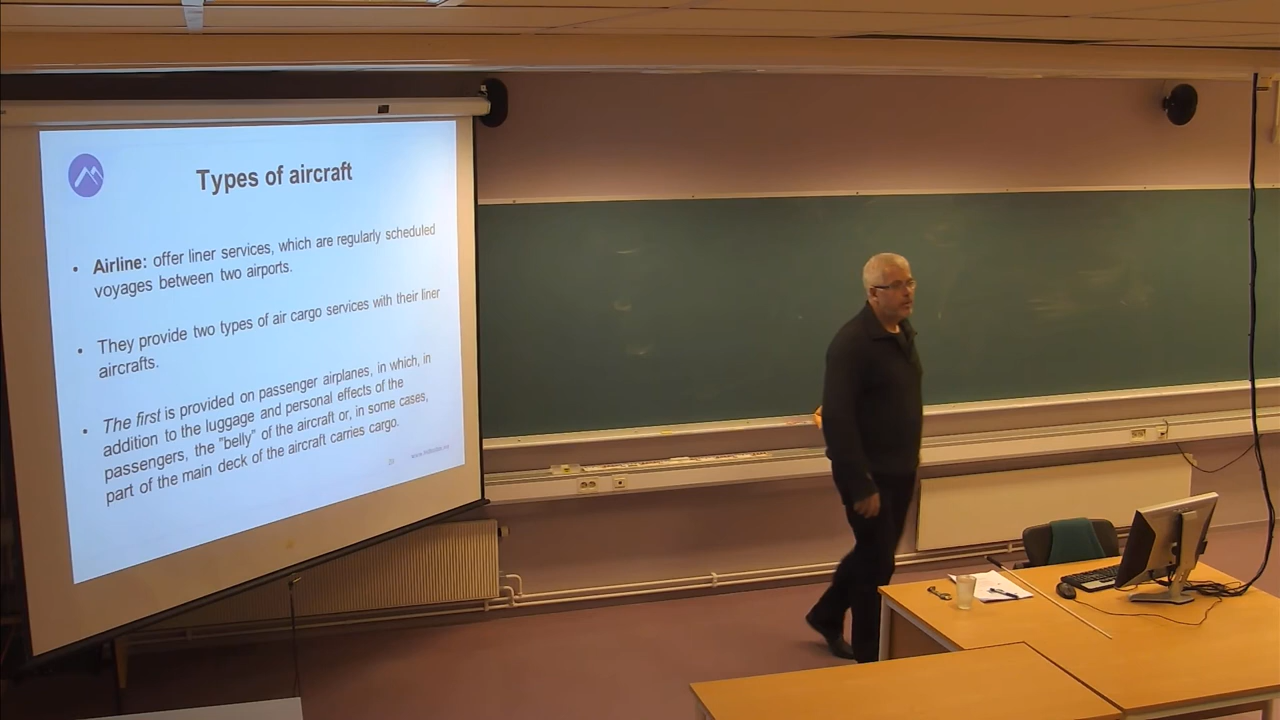 Types of aircraft
• Airline: offer liner services, which are regularly scheduled
voyages between two airports.
• They provide two types of air cargo services with their liner
aircrafts.
• The first is provided on passenger airplanes, in which, in
addition to the luggage and personal effects of the
passengers, the "belly" of the aircraft or, in some cases,
part of the main deck of the aircraft carries cargo.